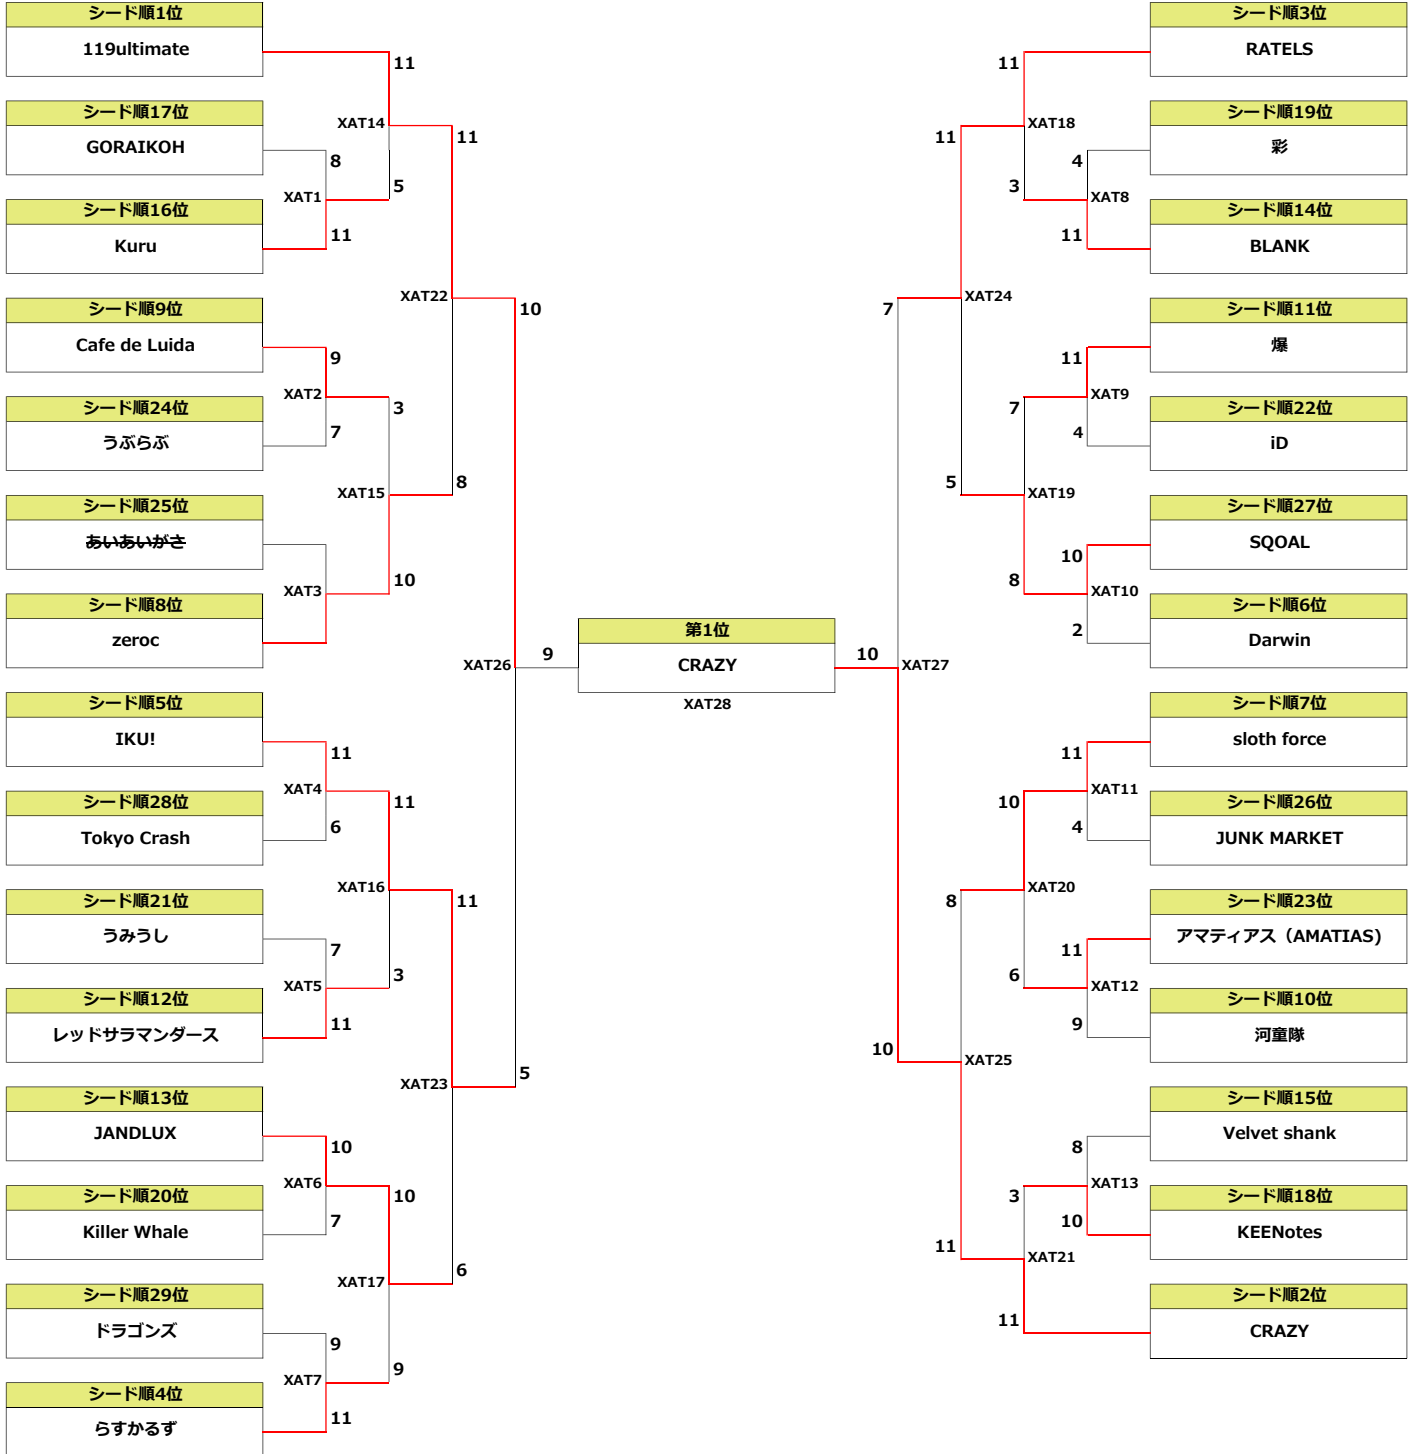 シード順1位
119ultimate
11
シード順17位
GORAIKOH
XAT14
11
8
5
XAT1
シード順16位
Kuru
11
XAT22
10
シード順9位
Cafe de Luida
9
XAT2
3
シード順24位
うぶらぶ
7
XAT15
8
シード順25位
あいあいがさ
XAT3
10
シード順8位
zeroc
XAT26
9
シード順5位
IKU!
11
XAT4
11
シード順28位
Tokyo Crash
6
XAT16
11
シード順21位
うみうし
7
XAT5
3
シード順12位
レッドサラマンダース
11
XAT23
5
シード順13位
JANDLUX
10
XAT6
10
シード順20位
Killer Whale
7
XAT17
6
シード順29位
ドラゴンズ
9
XAT7
9
シード順4位
らすかるず
11
第1位
CRAZY
XAT28
10
XAT27
シード順3位
RATELS
11
XAT18
11
シード順19位
彩
4
3
XAT8
シード順14位
BLANK
11
7
XAT24
シード順11位
爆
11
7
XAT9
シード順22位
iD
4
5
XAT19
シード順27位
SQOAL
10
8
XAT10
シード順6位
Darwin
2
シード順7位
sloth force
11
10
XAT11
シード順26位
JUNK MARKET
4
8
XAT20
シード順23位
アマティアス（AMATIAS)
11
6
XAT12
シード順10位
河童隊
9
10
XAT25
シード順15位
Velvet shank
8
3
XAT13
シード順18位
KEENotes
10
11
XAT21
シード順2位
CRAZY
11